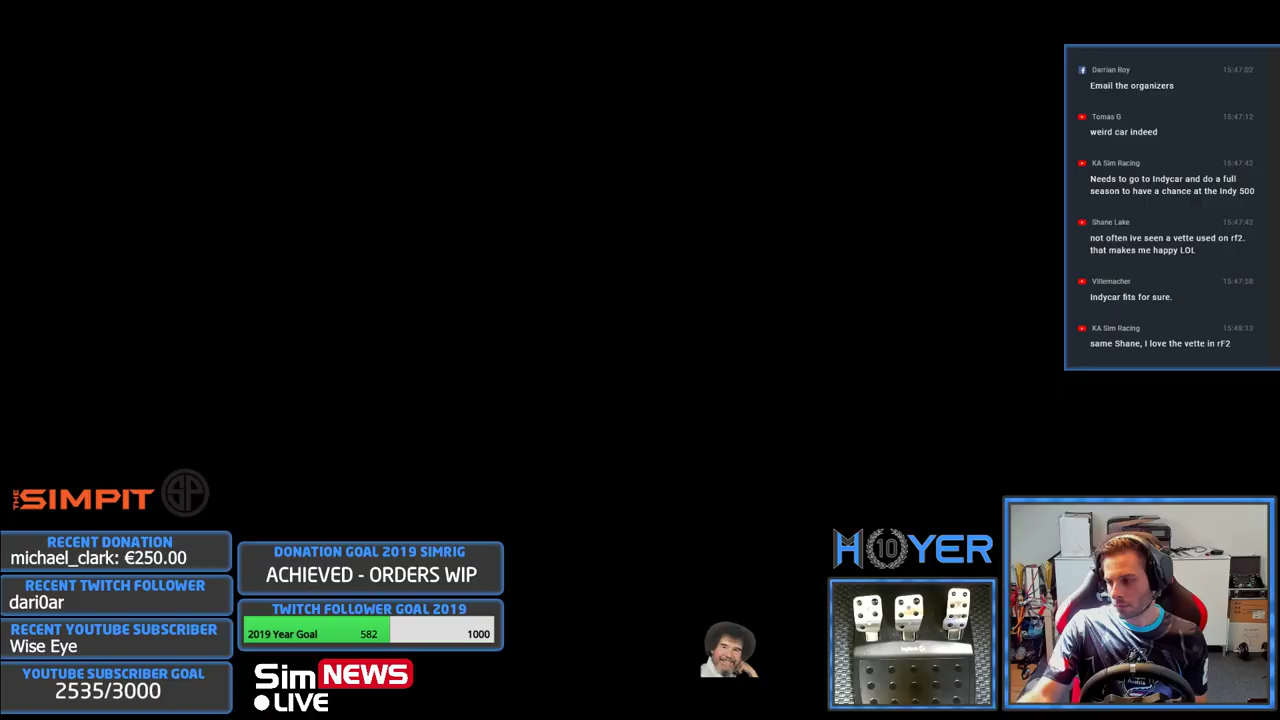 Darrian Roy 15:47:02
Email the organizers
Tomas G 15:47:12
weird car indeed
KA Sim Racing 15:47:42
Needs to go to Indycar and do a full
season to have a chance at the Indy 500
Shane Lake 15:47:42
not often ive seen a vette used on rf2.
that makes me happy LOL
Villemacher 15:47:58
Indycar fits for sure.
KA Sim Racing 15:48:13
same Shane, I love the vette in rF2
THE SIMPIT SP
RECENT DONATION
michael_clark: €250.00
RECENT TWITCH FOLLOWER
dari0ar
RECENT YOUTUBE SUBSCRIBER
Wise Eye
YOUTUBE SUBSCRIBER GOAL
2535/3000
DONATION GOAL 2019 SIMRIG
ACHIEVED - ORDERS WIP
TWITCH FOLLOWER GOAL 2019
2019 Year Goal 582 1000
Sim NEWS
LIVE
H10YER